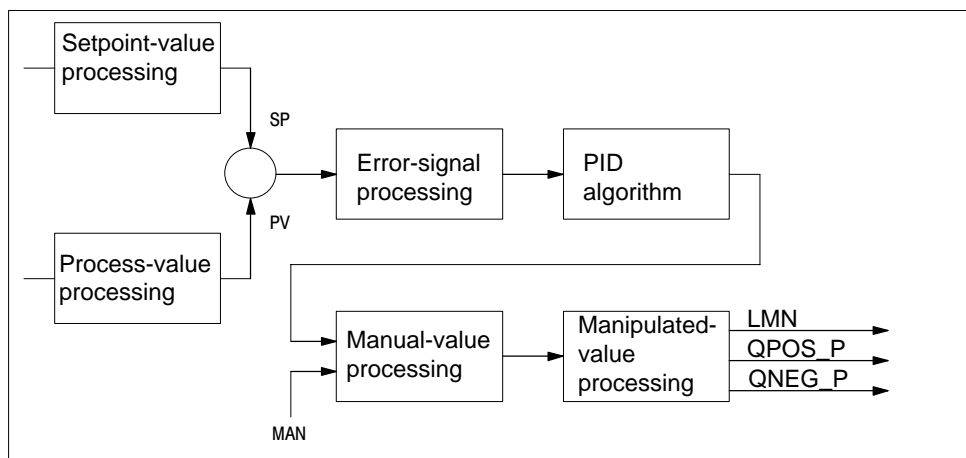 Setpoint-value
processing
SP
Error-signal
processing
PID
algorithm
PV
Process-value
processing
Manual-value
processing
Manipulated-
value
processing
LMN
QPOS_P
QNEG_P
MAN